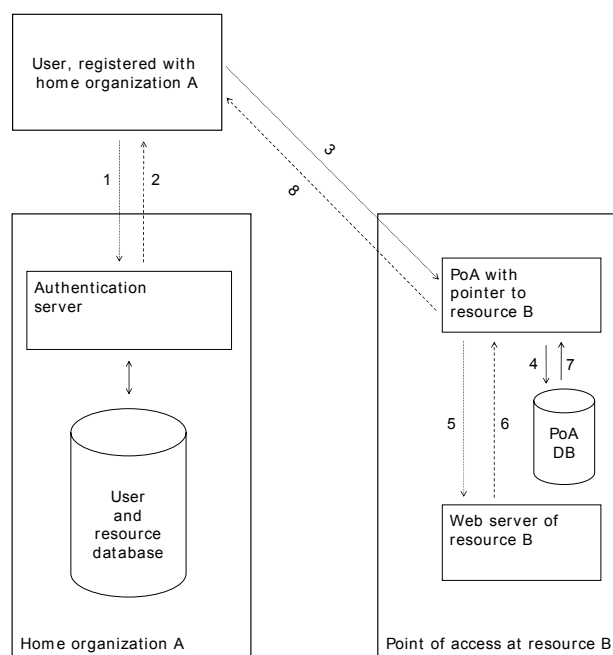 User, registered with
home organization A
3
8
1
2
Authentication
server
PoA with
pointer to
resource B
4
7
5
6
PoA
DB
User
and
resource
database
Web server of
resource B
Home organization A
Point of access at resource B